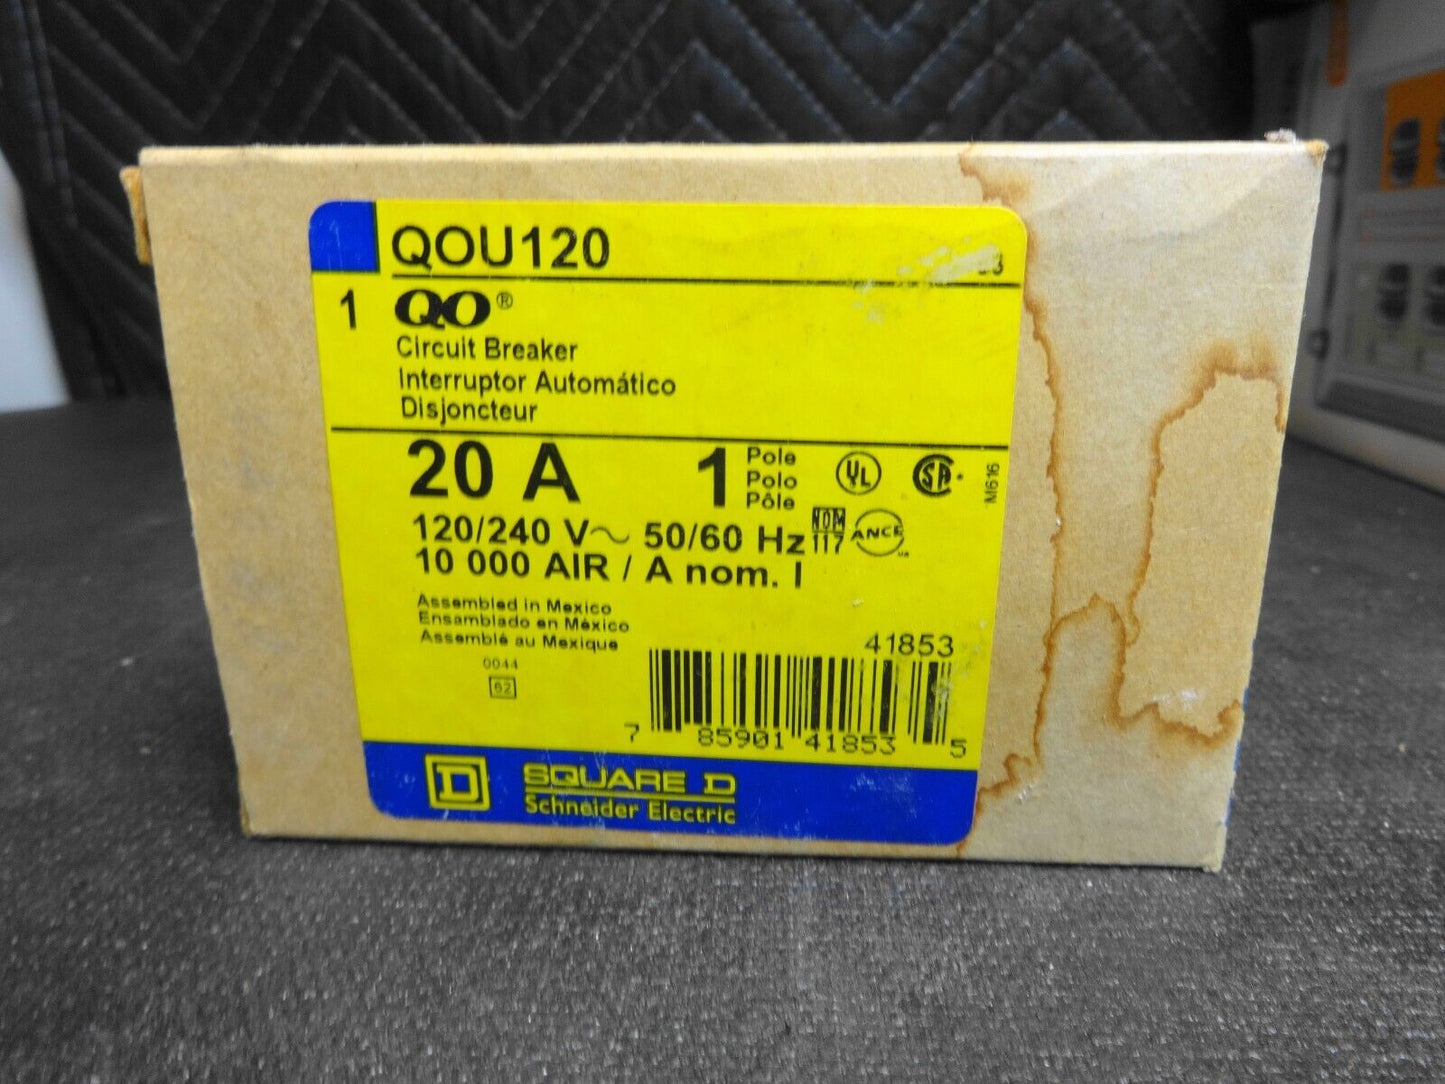 QOU120
1 QO®
Circuit Breaker
Interruptor Automático
Disjoncteur
20 A 1 Pole
Polo
Pôle
UL
SA
M616
120/240 V~ 50/60 Hz
NOM
117
ANCE
10 000 AIR / A nom. I
Assembled in Mexico
Ensamblado en México
Assemblé au Mexique
0044
62
41853
7 85901 41853 5
D SQUARE D
Schneider Electric